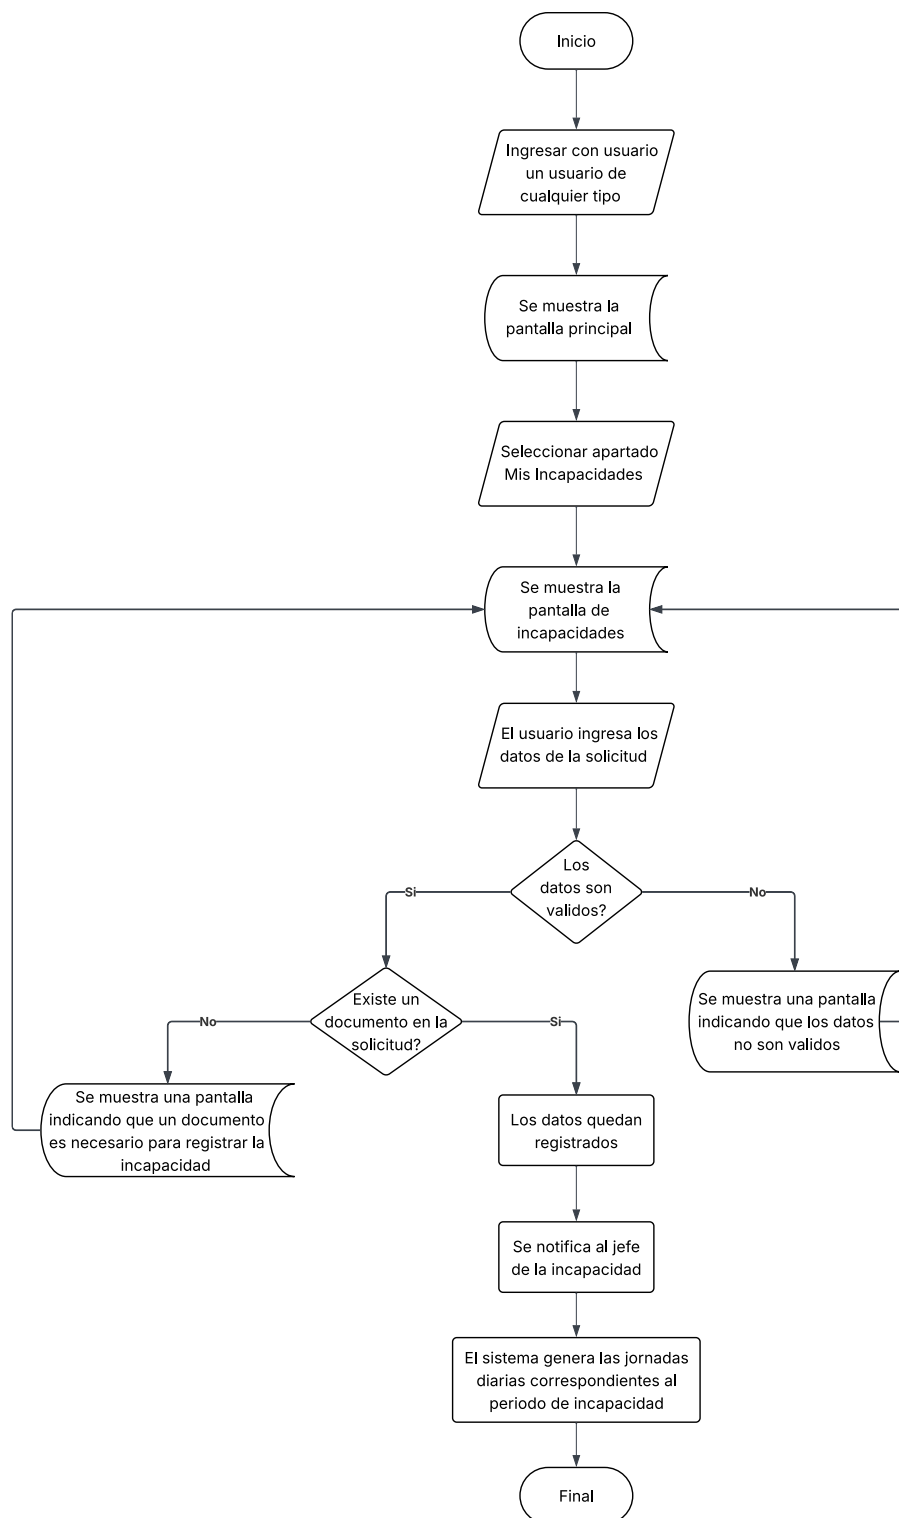 Inicio
Ingresar con usuario
un usuario de
cualquier tipo
Se muestra la
pantalla principal
Seleccionar apartado
Mis Incapacidades
Se muestra la
pantalla de
incapacidades
El usuario ingresa los
datos de la solicitud
Los
datos son
validos?
Si
No
Existe un
documento en la
solicitud?
Se muestra una pantalla
indicando que los datos
no son validos
No
Si
Se muestra una pantalla
indicando que un documento
es necesario para registrar la
incapacidad
Los datos quedan
registrados
Se notifica al jefe
de la incapacidad
El sistema genera las jornadas
diarias correspondientes al
periodo de incapacidad
Final